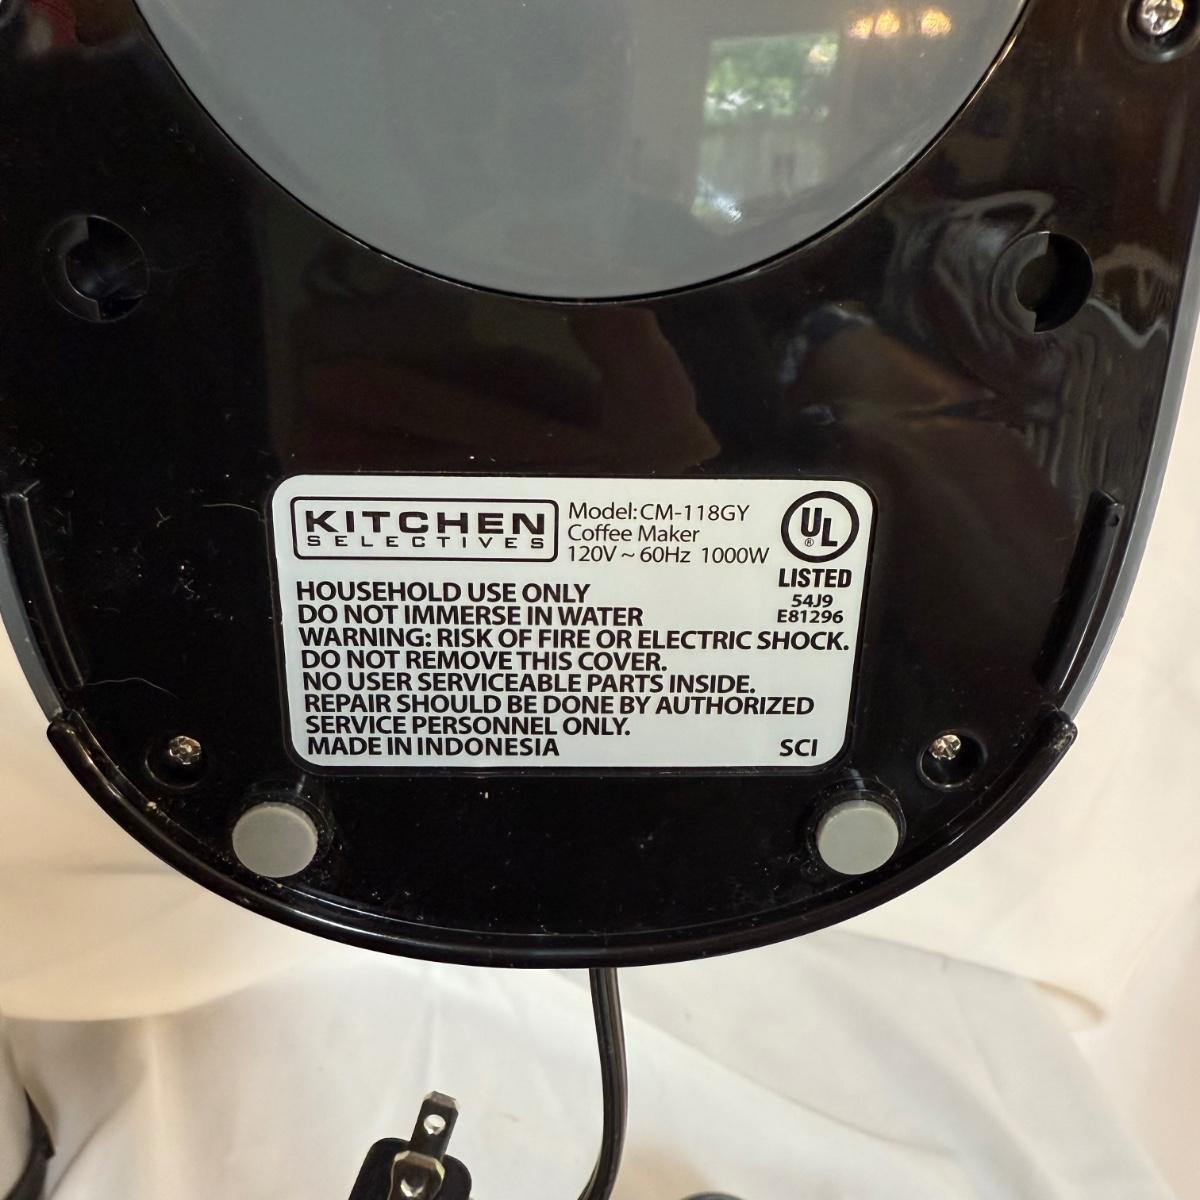 KITCHEN
SELECTIVES
Model: CM-118GY
Coffee Maker
120V ~ 60Hz 1000W
UL
®
LISTED
54J9
E81296
HOUSEHOLD USE ONLY
DO NOT IMMERSE IN WATER
WARNING: RISK OF FIRE OR ELECTRIC SHOCK.
DO NOT REMOVE THIS COVER.
NO USER SERVICEABLE PARTS INSIDE.
REPAIR SHOULD BE DONE BY AUTHORIZED
SERVICE PERSONNEL ONLY.
MADE IN INDONESIA
SCI